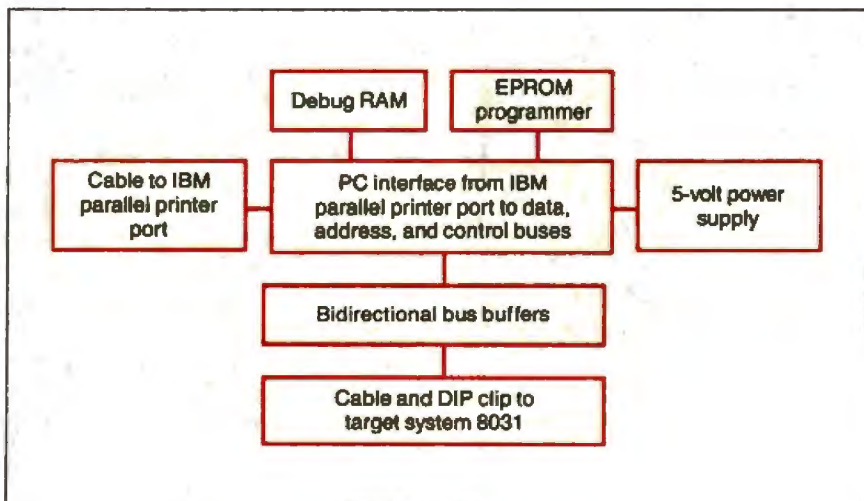 Debug RAM
EPROM
programmer
Cable to IBM
parallel printer
port
PC interface from IBM
parallel printer port to data,
address, and control buses
5-volt power
supply
Bidirectional bus buffers
Cable and DIP clip to
target system 8031